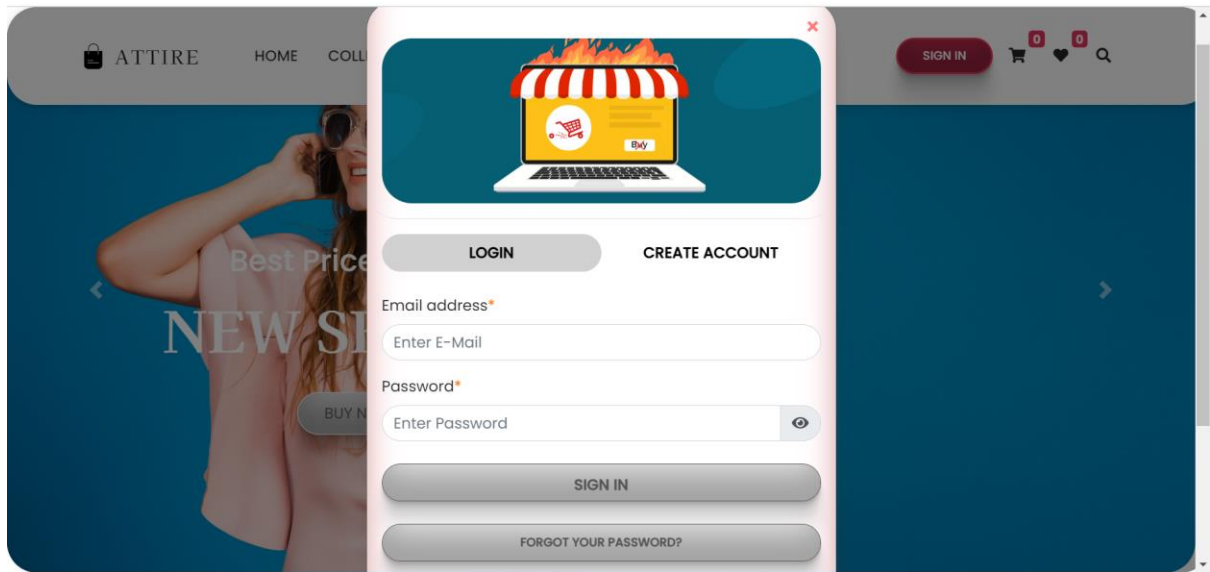 ATTIRE HOME COLL SIGN IN 0 0
Buy
LOGIN CREATE ACCOUNT
Best Price
Email address*
Enter E-Mail
NEW S
Password*
BUY N
Enter Password
SIGN IN
FORGOT YOUR PASSWORD?